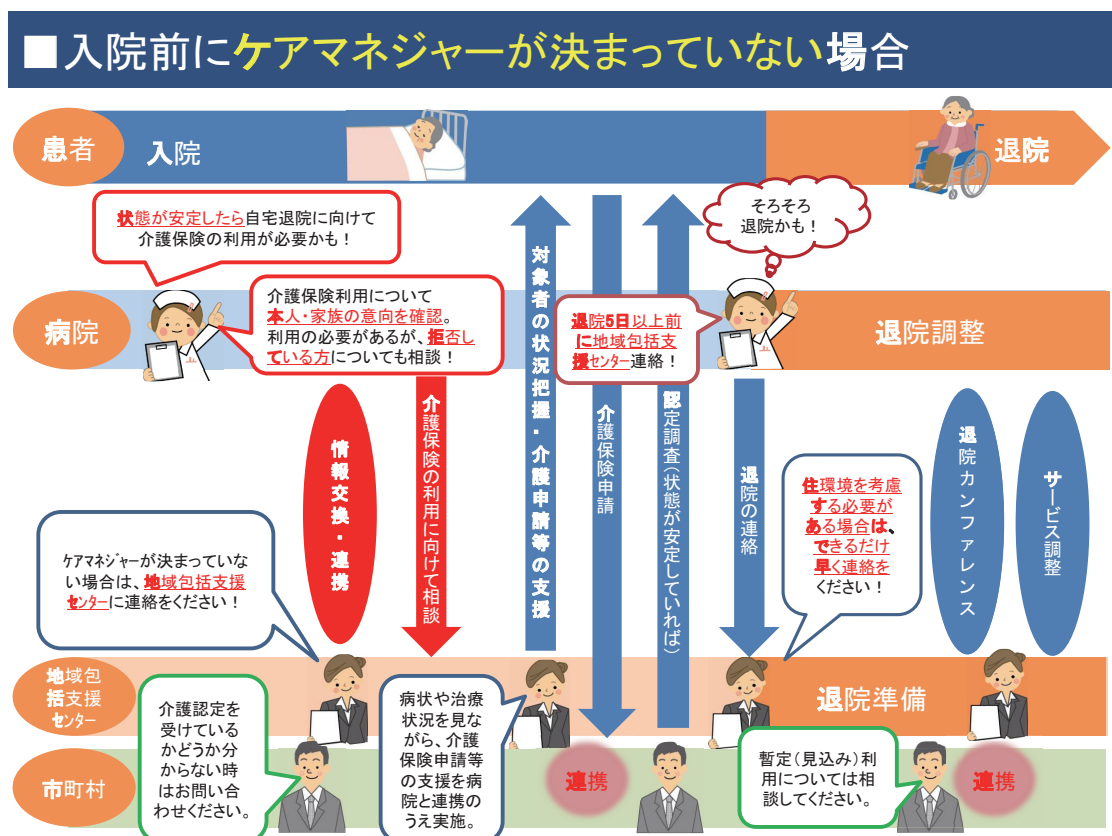 ■入院前にケアマネジャーが決まっていない場合
患者
入院
退院
状態が安定したら自宅退院に向けて
介護保険の利用が必要かも！
そろそろ
退院かも！
病院
介護保険利用について
本人・家族の意向を確認。
利用の必要があるが、拒否し
ている方についても相談！
退院5日以上前
に地域包括支
援センター連絡！
退院調整
情報交換・連携
介護保険の利用に向けて相談
対象者の状況把握・介護申請等の支援
介護保険申請
認定調査（状態が安定していれば）
退院の連絡
住環境を考慮
する必要が
ある場合は、
できるだけ
早く連絡を
ください！
退院カンファレンス
サービス調整
ケアマネジャーが決まっていな
い場合は、地域包括支援
センターに連絡をください！
地域包
括支援
センター
退院準備
介護認定を
受けている
かどうか分
からない時
はお問い合
わせください。
病状や治療
状況を見な
がら、介護
保険申請等
の支援を病
院と連携の
うえ実施。
市町村
連携
暫定（見込み）利
用については相
談してください。
連携